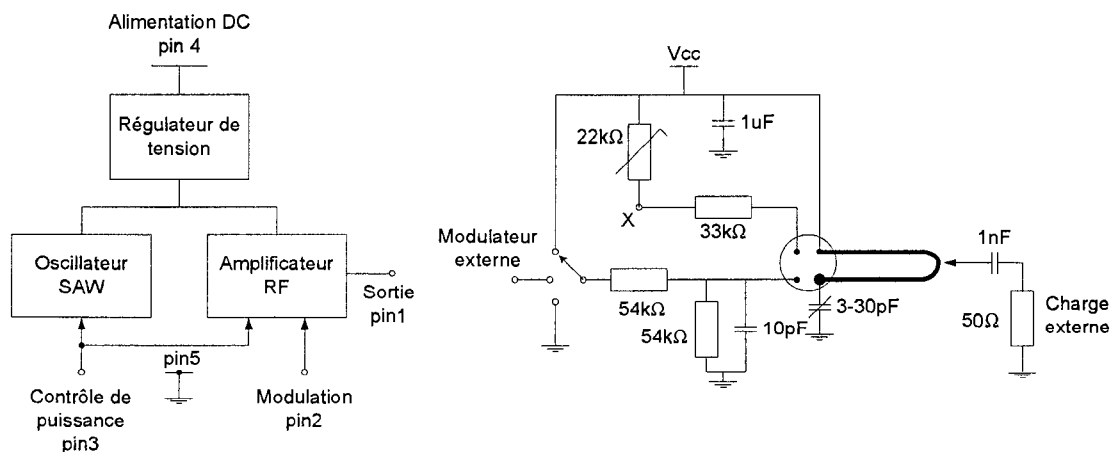 Alimentation DC
pin 4
Régulateur de
tension
Oscillateur
SAW
Amplificateur
RF
Sortie
pin1
pin5
Contrôle de
puissance
pin3
Modulation
pin2
Vcc
1uF
22kΩ
X
33kΩ
Modulateur
externe
54kΩ
54kΩ
10pF
3-30pF
1nF
50Ω
Charge
externe